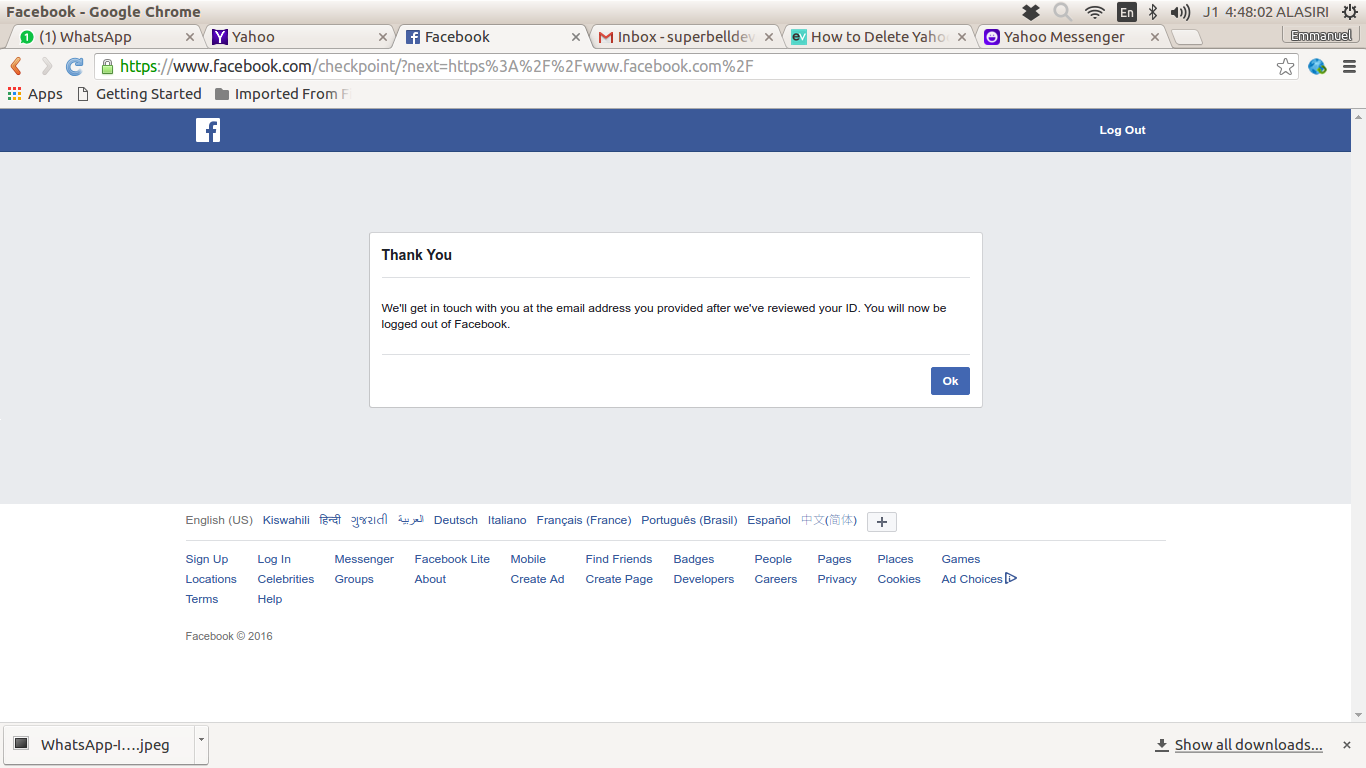 Facebook - Google Chrome
En
J1 4:48:02 ALASIRI
(1) WhatsApp
Yahoo
Facebook
Inbox - superbelldev
How to Delete Yaho
Yahoo Messenger
Emmanuel
https://www.facebook.com/checkpoint/?next=https%3A%2F%2Fwww.facebook.com%2F
Apps
Getting Started
Imported From F
Log Out
Thank You
We'll get in touch with you at the email address you provided after we've reviewed your ID. You will now be
logged out of Facebook.
Ok
English (US) Kiswahili हिन्दी ગુજરાતી العربية Deutsch Italiano Français (France) Português (Brasil) Español 中文(简体)
Sign Up Log In Messenger Facebook Lite Mobile Find Friends Badges People Pages Places Games
Locations Celebrities Groups About Create Ad Create Page Developers Careers Privacy Cookies Ad Choices
Terms Help
Facebook © 2016
WhatsApp-I....jpeg
Show all downloads...